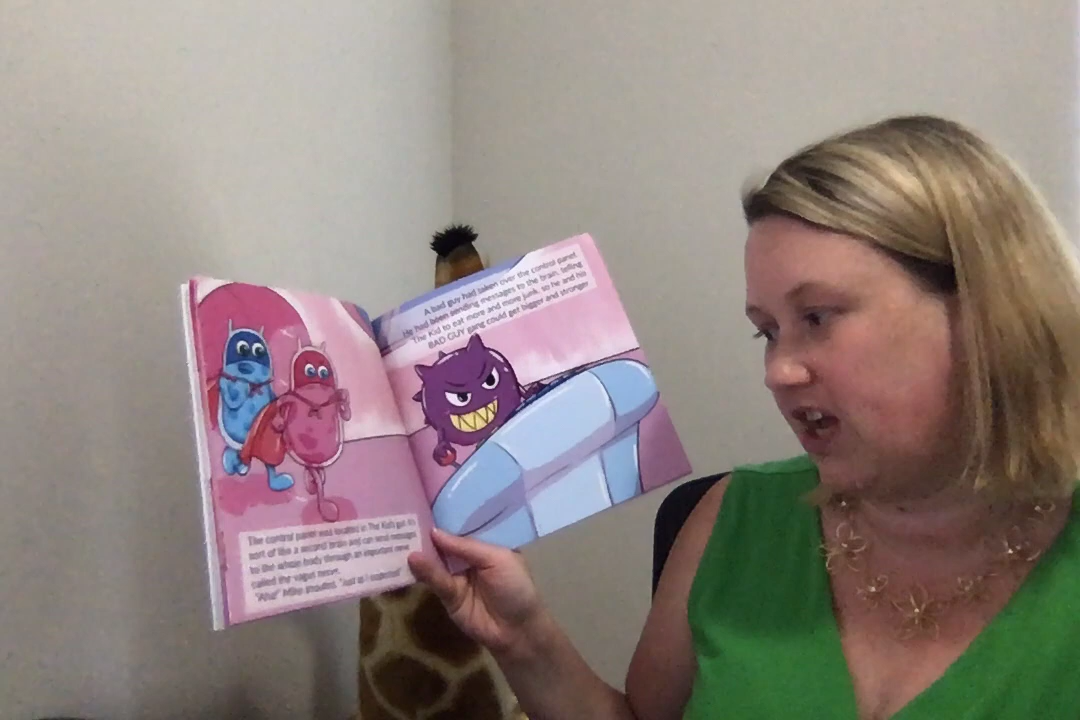 The control panel was located in The Kid's gut. It's
sort of like a second brain and can send messages
to the whole body through an important nerve
called the vagus nerve.
"Aha!" Mike shouted. "Just as I suspected!"
A bad guy had taken over the control panel.
He had been sending messages to the brain, telling
The Kid to eat more and more junk, so he and his
BAD GUY gang could get bigger and stronger